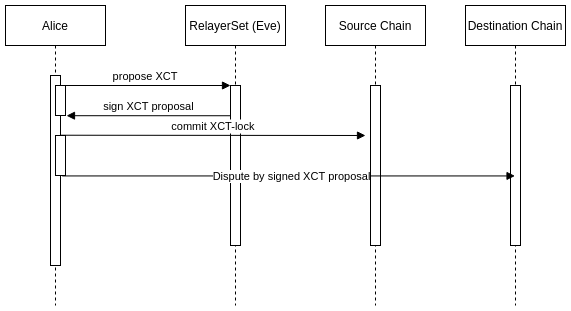 Alice
RelayerSet (Eve)
Source Chain
Destination Chain
propose XCT
sign XCT proposal
commit XCT-lock
Dispute by signed XCT proposal